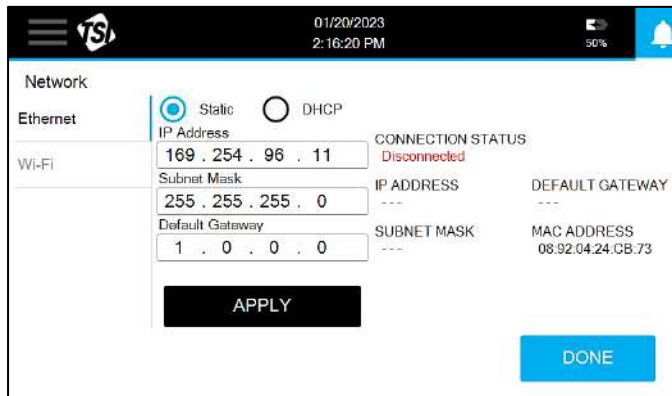 TSI
01/20/2023
2:16:20 PM
50%
Network
Ethernet
Wi-Fi
Static DHCP
IP Address
169 . 254 . 96 . 11
Subnet Mask
255 . 255 . 255 . 0
Default Gateway
1 . 0 . 0 . 0
APPLY
CONNECTION STATUS
Disconnected
IP ADDRESS DEFAULT GATEWAY
--- ---
SUBNET MASK MAC ADDRESS
--- 08:92:04:24:CB:73
DONE